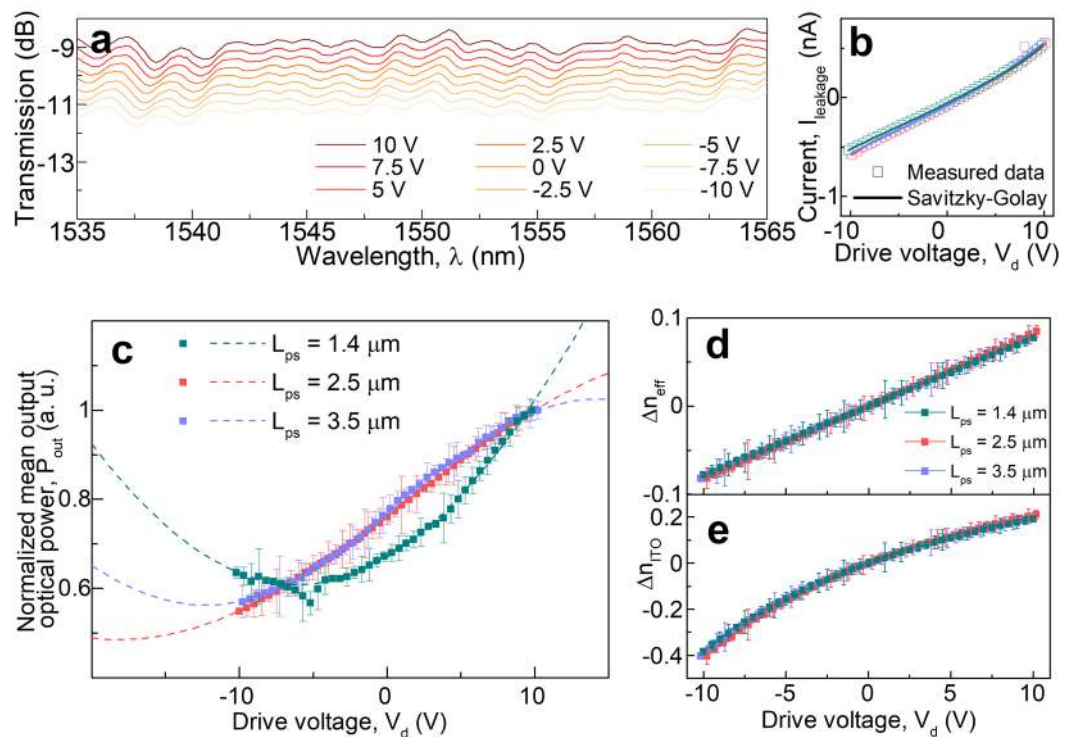 a
Transmission (dB)
-9
-11
-13
10 V
7.5 V
5 V
2.5 V
0 V
-2.5 V
-5 V
-7.5 V
-10 V
1535 1540 1545 1550 1555 1560 1565
Wavelength, λ (nm)
b
Current, I_leakage (nA)
0
-1
Measured data
Savitzky-Golay
-10 0 10
Drive voltage, V_d (V)
c
Normalized mean output
optical power, P_out (a. u.)
1
0.8
0.6
L_ps = 1.4 μm
L_ps = 2.5 μm
L_ps = 3.5 μm
-10 0 10
Drive voltage, V_d (V)
d
Δn_eff
0.1
0
-0.1
L_ps = 1.4 μm
L_ps = 2.5 μm
L_ps = 3.5 μm
e
Δn_ITO
0.2
0
-0.2
-0.4
-10 -5 0 5 10
Drive voltage, V_d (V)